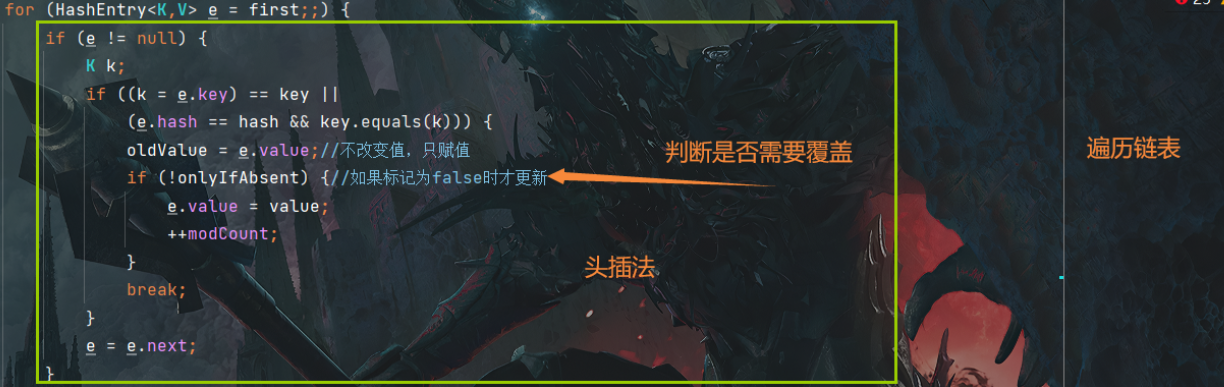 for (HashEntry<K,V> e = first;;) {
if (e != null) {
K k;
if ((k = e.key) == key ||
(e.hash == hash && key.equals(k))) {
oldValue = e.value;//不改变值，只赋值
判断是否需要覆盖
遍历链表
if (!onlyIfAbsent) {//如果标记为false时才更新
e.value = value;
++modCount;
}
头插法
break;
}
e = e.next;
}